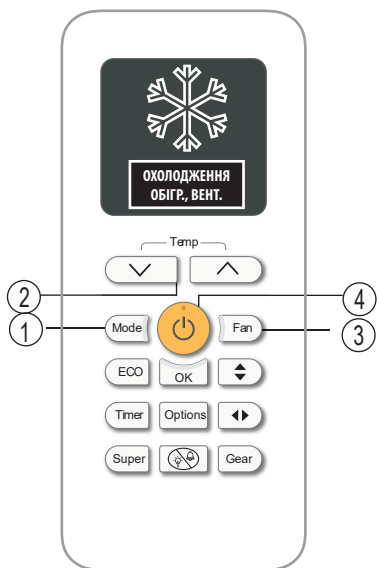 ОХОЛОДЖЕННЯ
ОБІГР., ВЕНТ.
Temp
2
4
1
Mode
Fan
3
ECO
OK
Timer
Options
Super
Gear